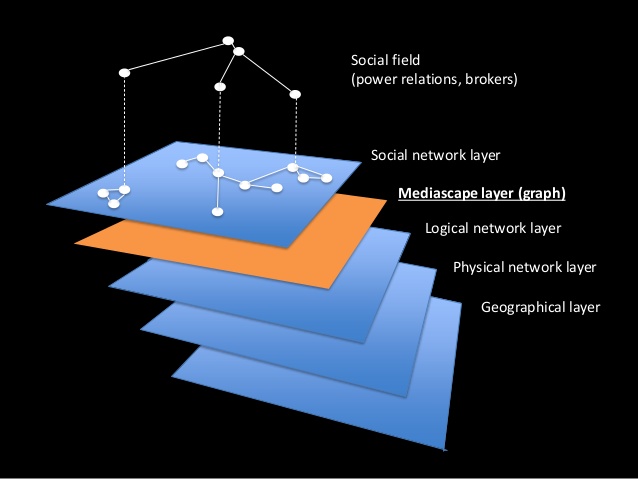 Social field
(power relations, brokers)
Social network layer
Mediascape layer (graph)
Logical network layer
Physical network layer
Geographical layer